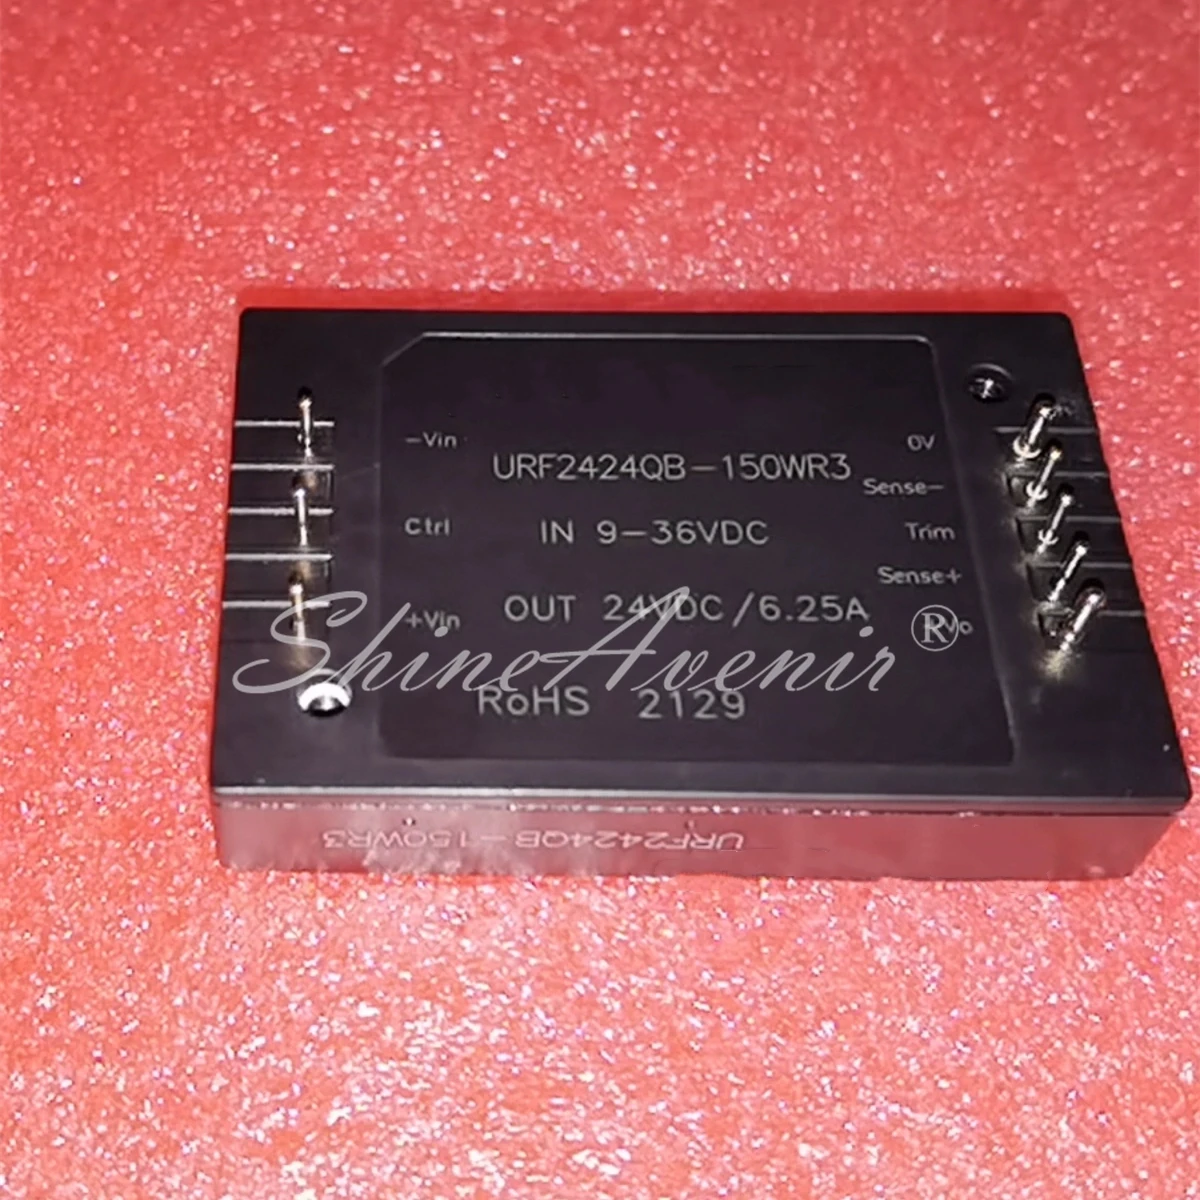 -Vin
0V
URF2424QB-150WR3
Sense-
Ctrl
IN 9-36VDC
Trim
Sense+
+Vin
OUT 24VDC/6.25A
ShineAvenir®
RoHS 2129
URF2424QB-150WR3